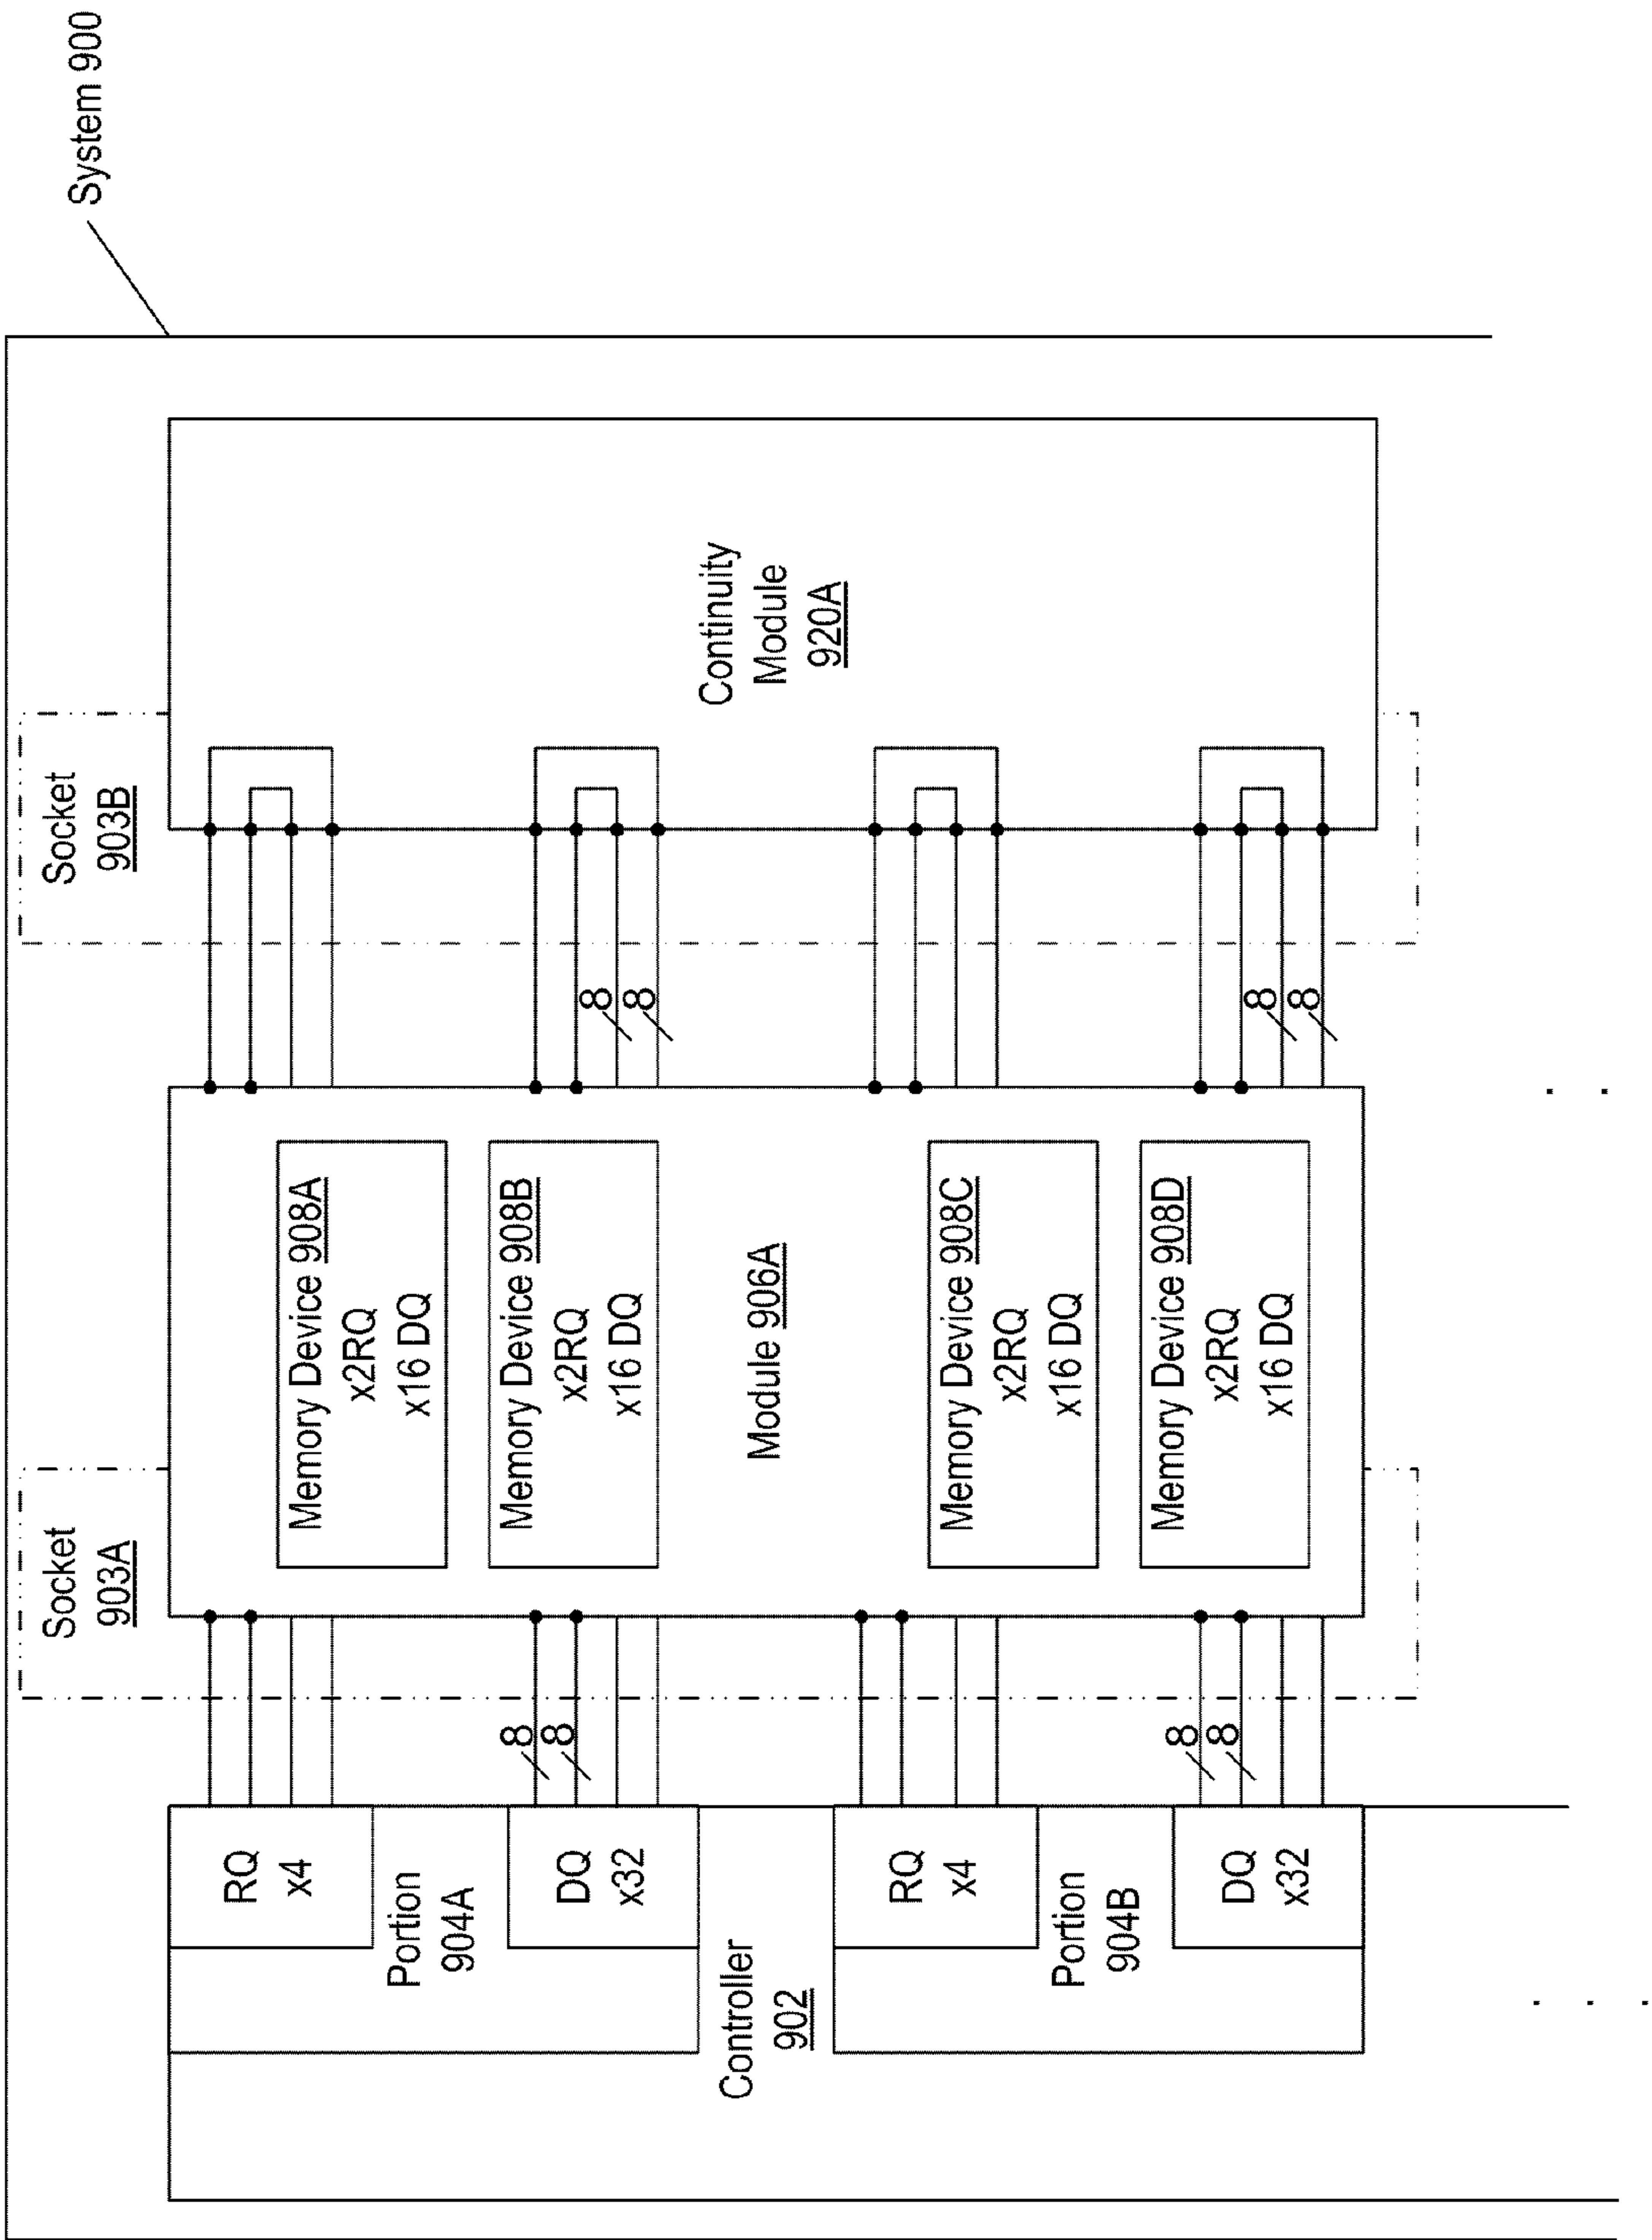 System 900
Socket
903A
Socket
903B
RQ
x4
Portion
904A
DQ
x32
Controller
902
RQ
x4
Portion
904B
DQ
x32
8
8
8
8
Memory Device 908A
x2RQ
x16 DQ
Memory Device 908B
x2RQ
x16 DQ
Module 906A
Memory Device 908C
x2RQ
x16 DQ
Memory Device 908D
x2RQ
x16 DQ
8
8
8
8
Continuity
Module
920A